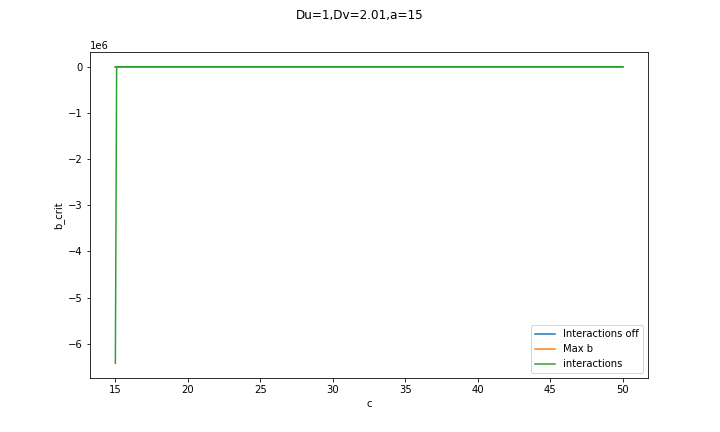 Du=1,Dv=2.01,a=15
1e6
0
−1
−2
−3
−4
−5
−6
b_crit
15 20 25 30 35 40 45 50
c
Interactions off
Max b
interactions